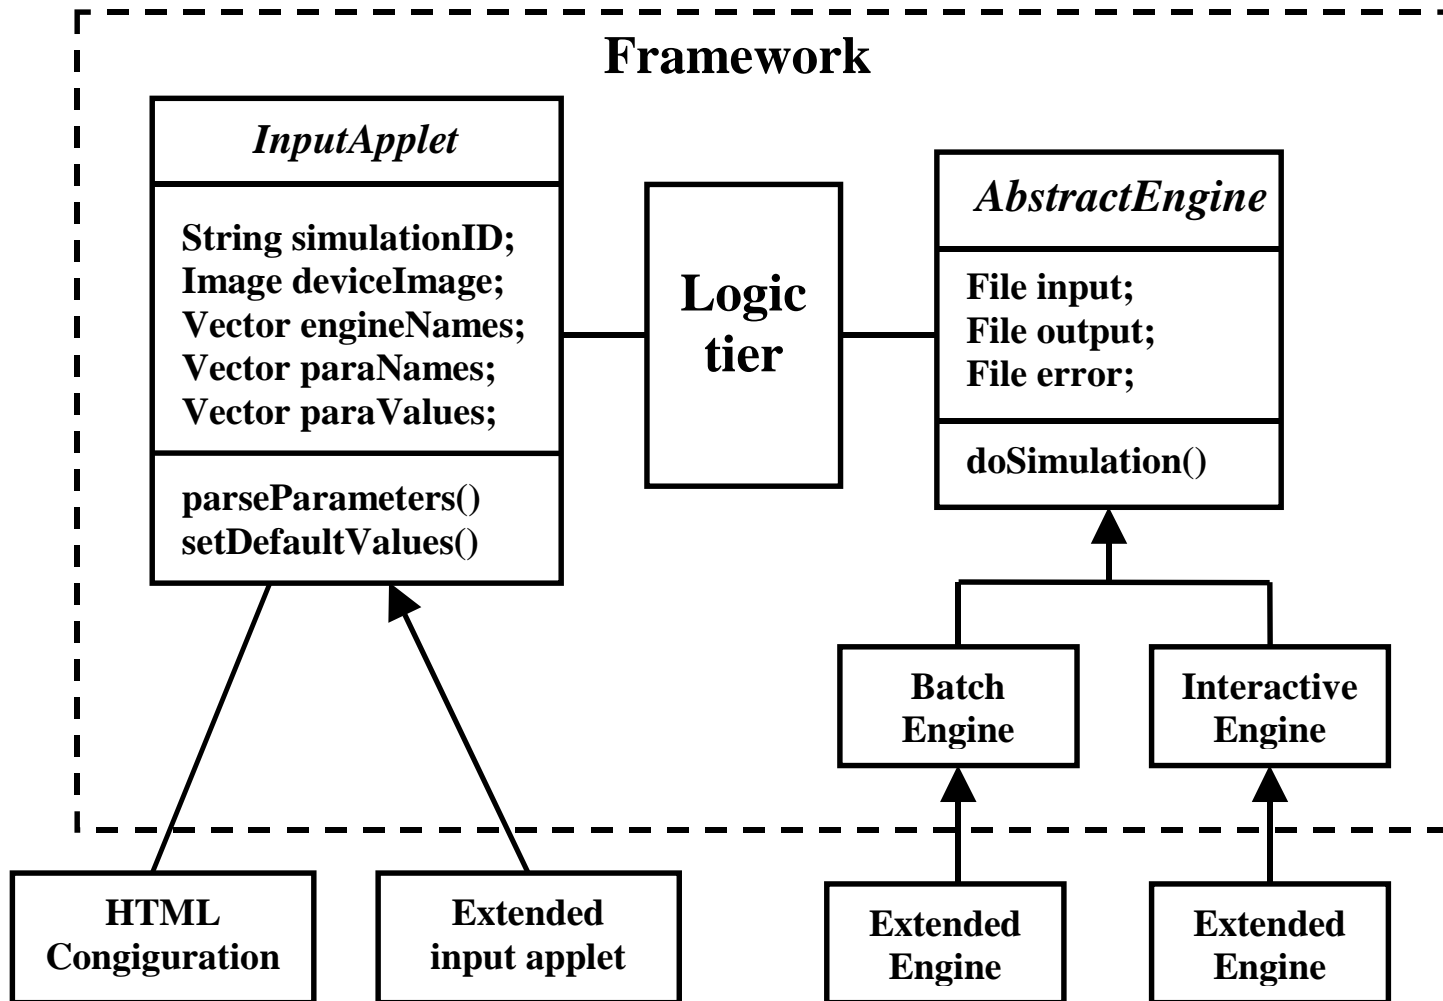 Framework
InputApplet
String simulationID;
Image deviceImage;
Vector engineNames;
Vector paraNames;
Vector paraValues;
parseParameters()
setDefaultValues()
Logic
tier
AbstractEngine
File input;
File output;
File error;
doSimulation()
Batch
Engine
Interactive
Engine
HTML
Congiguration
Extended
input applet
Extended
Engine
Extended
Engine